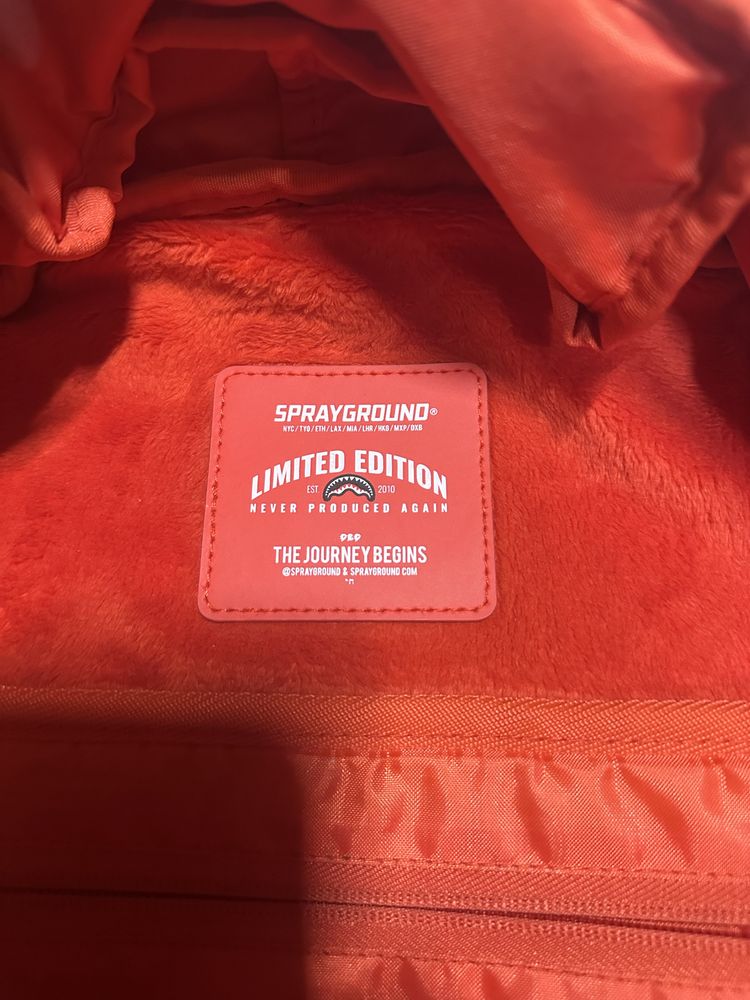 SPRAYGROUND®
NYC/TYO/ETH/LAX/MIA/LHR/HKB/MXP/DXB
LIMITED EDITION
EST. 2010
NEVER PRODUCED AGAIN
THE JOURNEY BEGINS
@SPRAYGROUND & SPRAYGROUND.COM